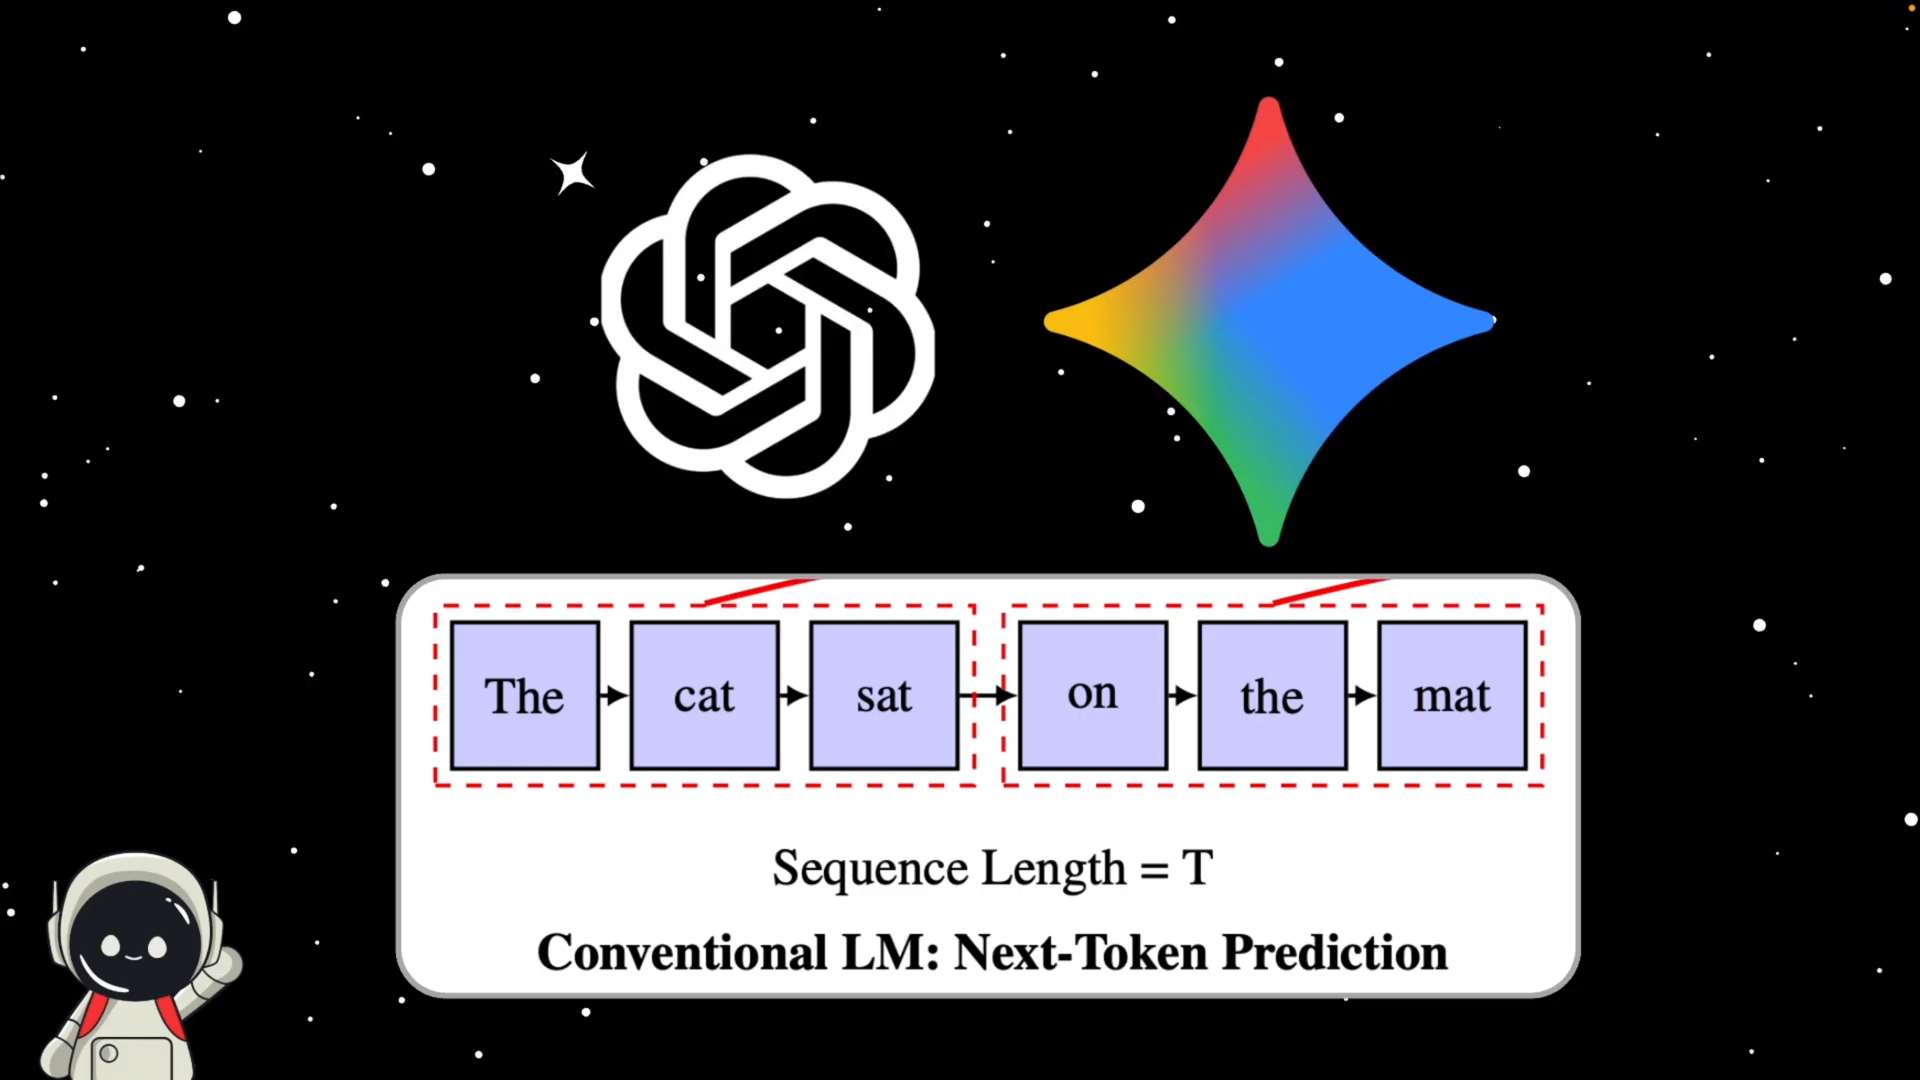 The cat sat on the mat
Sequence Length = T
Conventional LM: Next-Token Prediction